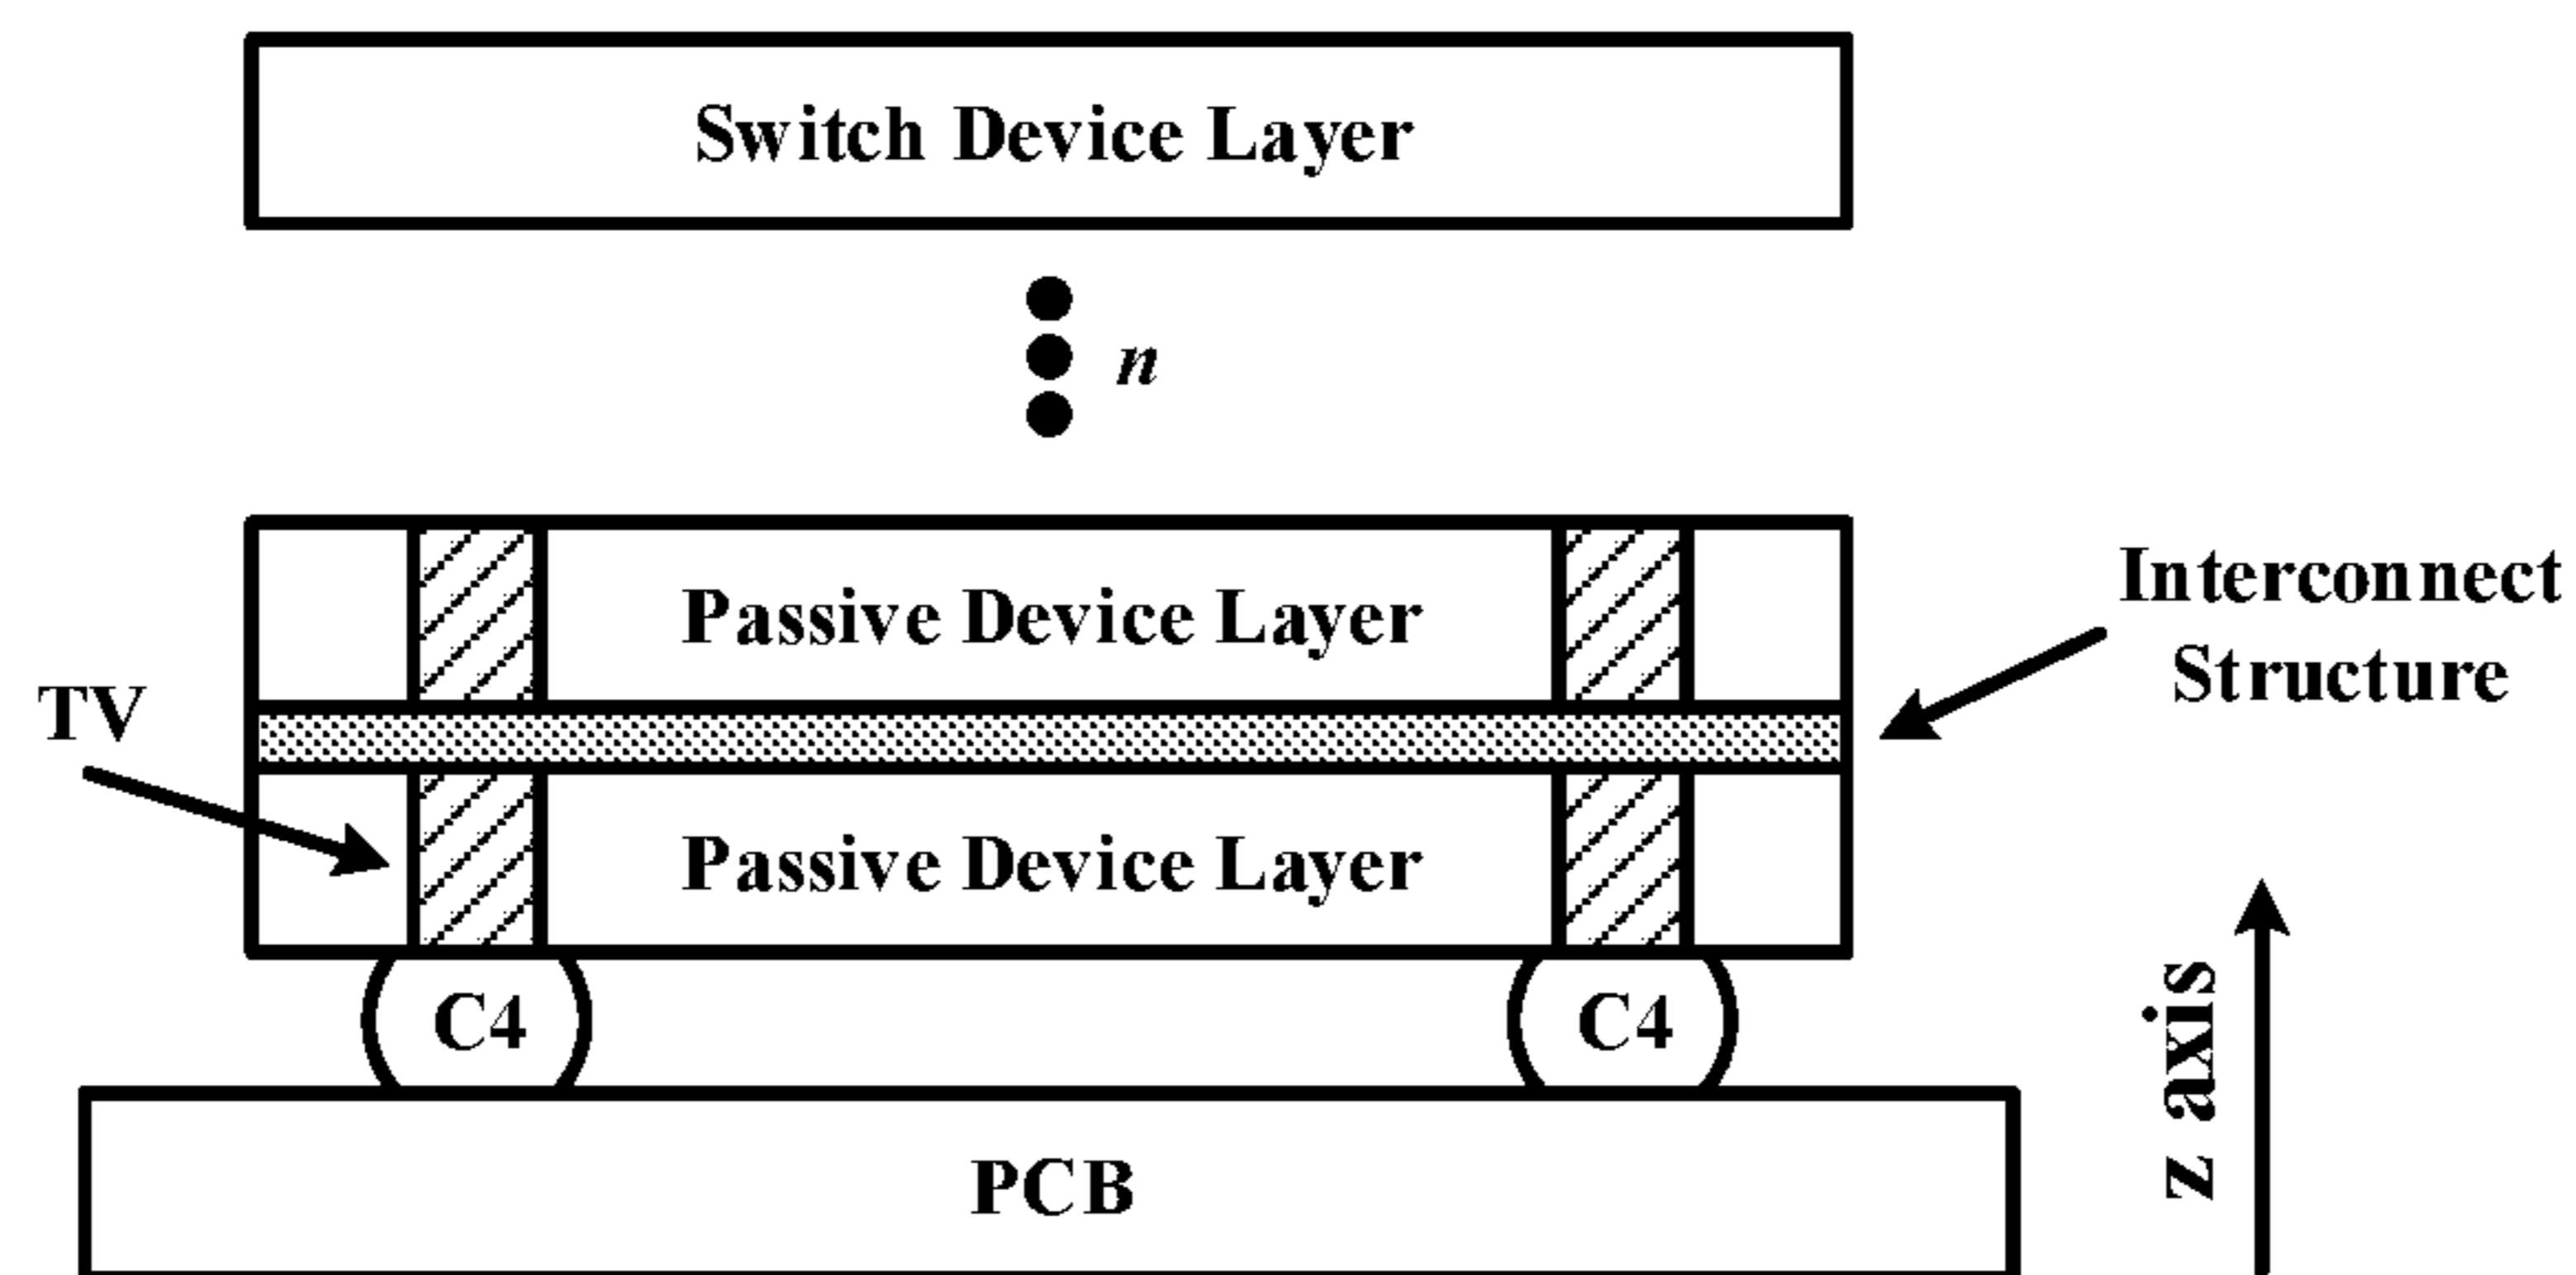 Switch Device Layer
n
Passive Device Layer
Interconnect
Structure
TV
Passive Device Layer
C4
C4
z axis
PCB